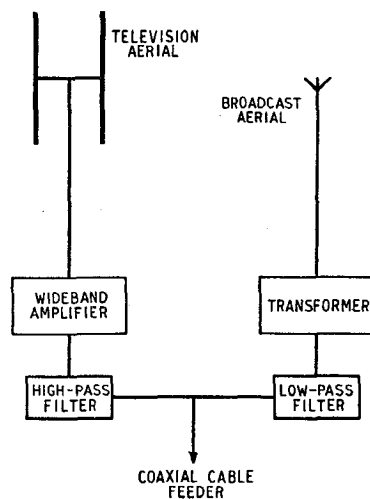 TELEVISION
AERIAL
BROADCAST
AERIAL
WIDEBAND
AMPLIFIER
TRANSFORMER
HIGH-PASS
FILTER
LOW-PASS
FILTER
COAXIAL CABLE
FEEDER